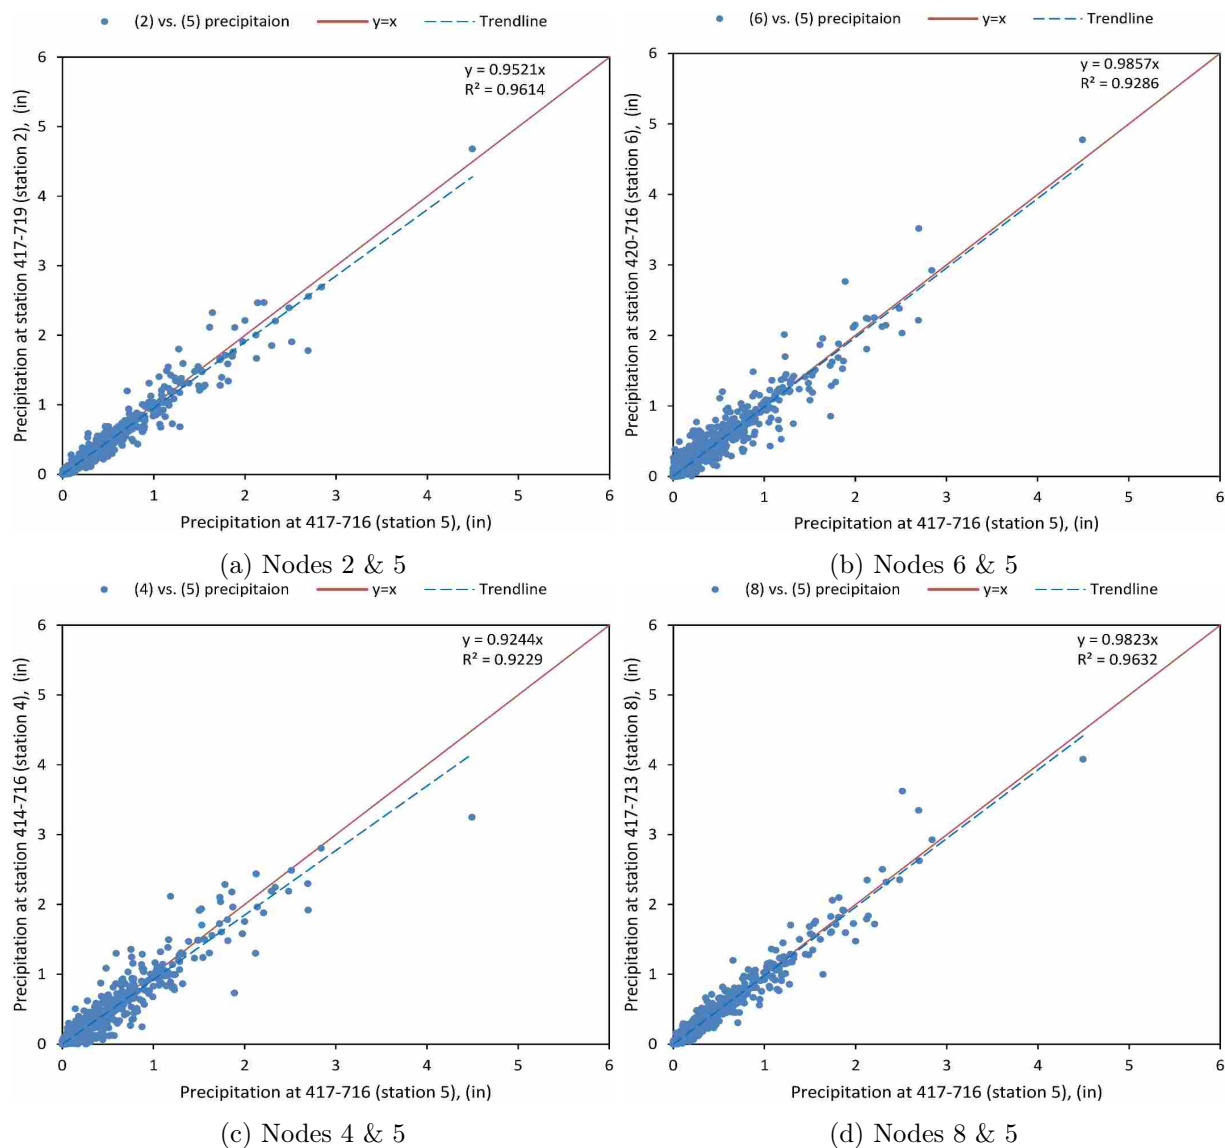 (2) vs. (5) precipitaion y=x Trendline
y = 0.9521x
R² = 0.9614
Precipitation at station 417-719 (station 2), (in)
6
5
4
3
2
1
0
0 1 2 3 4 5 6
Precipitation at 417-716 (station 5), (in)
(a) Nodes 2 & 5
(6) vs. (5) precipitaion y=x Trendline
y = 0.9857x
R² = 0.9286
Precipitation at station 420-716 (station 6), (in)
6
5
4
3
2
1
0
0 1 2 3 4 5 6
Precipitation at 417-716 (station 5), (in)
(b) Nodes 6 & 5
(4) vs. (5) precipitaion y=x Trendline
y = 0.9244x
R² = 0.9229
Precipitation at station 414-716 (station 4), (in)
6
5
4
3
2
1
0
0 1 2 3 4 5 6
Precipitation at 417-716 (station 5), (in)
(c) Nodes 4 & 5
(8) vs. (5) precipitaion y=x Trendline
y = 0.9823x
R² = 0.9632
Precipitation at station 417-713 (station 8), (in)
6
5
4
3
2
1
0
0 1 2 3 4 5 6
Precipitation at 417-716 (station 5), (in)
(d) Nodes 8 & 5